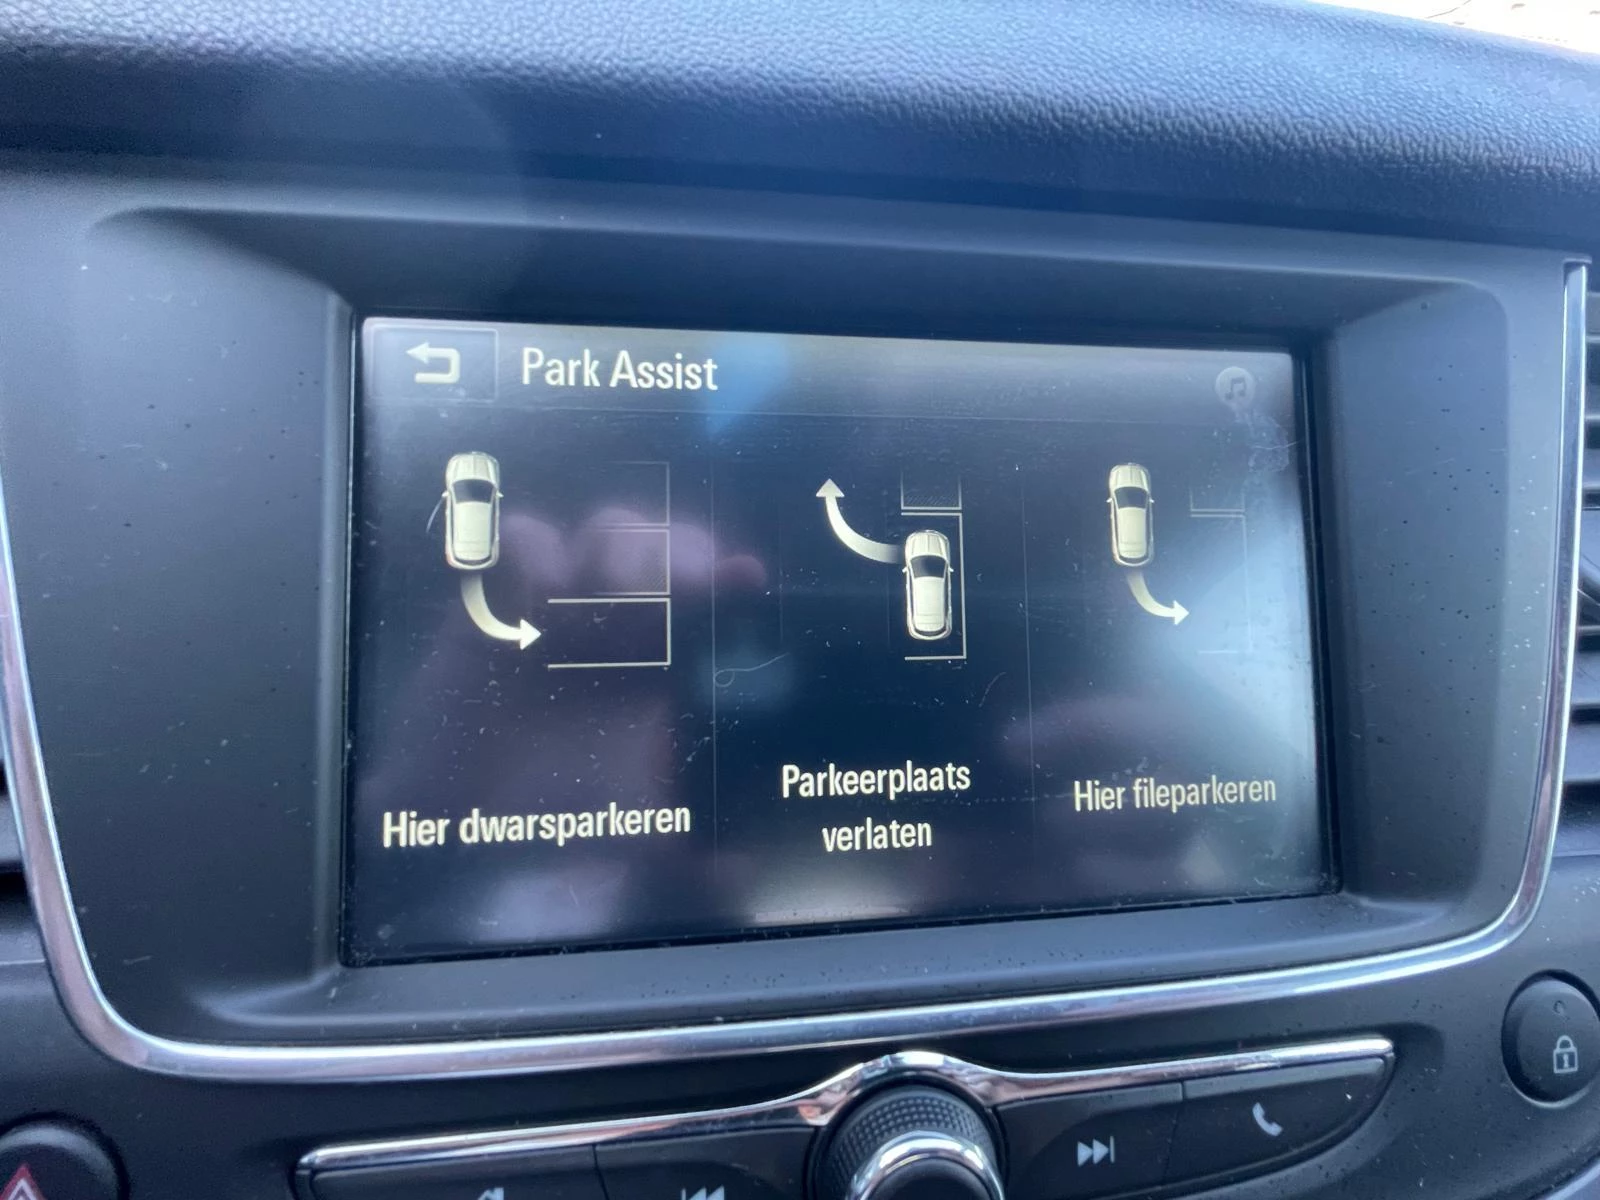 Park Assist
Hier dwarsparkeren
Parkeerplaats
verlaten
Hier fileparkeren